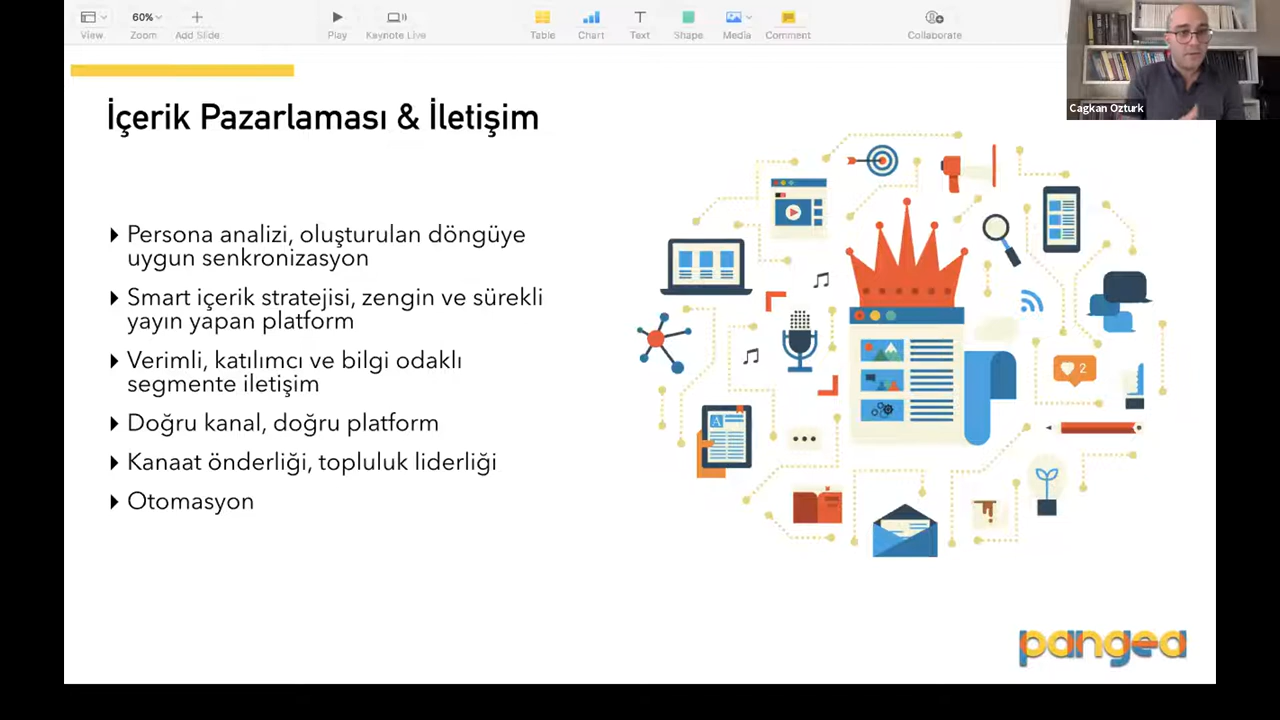 60%
View
Zoom
Add Slide
Play
Keynote Live
Table
Chart
Text
Shape
Media
Comment
Collaborate
Cagkan Ozturk
İçerik Pazarlaması & İletişim
Persona analizi, oluşturulan döngüye
uygun senkronizasyon
Smart içerik stratejisi, zengin ve sürekli
yayın yapan platform
Verimli, katılımcı ve bilgi odaklı
segmente iletişim
Doğru kanal, doğru platform
Kanaat önderliği, topluluk liderliği
Otomasyon
2
A
pangea